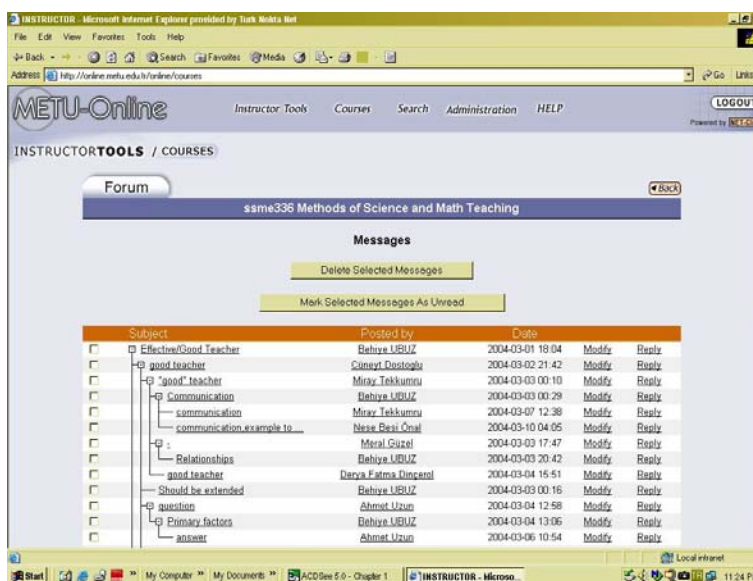 INSTRUCTOR - Microsoft Internet Explorer provided by Turk Nokta Net
File Edit View Favorites Tools Help
Back Search Favorites Media
Address http://online.metu.edu.tr/online/courses Go Links
METU-Online Instructor Tools Courses Search Administration HELP LOGOUT
Powered by
INSTRUCTORTOOLS / COURSES
Forum Back
ssme336 Methods of Science and Math Teaching
Messages
Delete Selected Messages
Mark Selected Messages As Unread
Subject Posted by Date
Effective/Good Teacher Behiye UBUZ 2004-03-01 18:04 Modify Reply
good teacher Cüneyt Dostoglu 2004-03-02 21:42 Modify Reply
"good" teacher Miray Tekkumru 2004-03-03 00:10 Modify Reply
Communication Behiye UBUZ 2004-03-03 00:29 Modify Reply
communication Miray Tekkumru 2004-03-07 12:38 Modify Reply
communication,example to ... Nese Besi Önal 2004-03-10 04:05 Modify Reply
: Meral Güzel 2004-03-03 17:47 Modify Reply
Relationships Behiye UBUZ 2004-03-03 20:42 Modify Reply
good teacher Derya Fatma Dinçerol 2004-03-04 15:51 Modify Reply
Should be extended Behiye UBUZ 2004-03-03 00:16 Modify Reply
question Ahmet Uzun 2004-03-04 12:58 Modify Reply
Primary factors Behiye UBUZ 2004-03-04 13:06 Modify Reply
answer Ahmet Uzun 2004-03-06 10:54 Modify Reply
Local intranet
Start My Computer My Documents ACDSee 5.0 - Chapter 1 INSTRUCTOR - Microso...